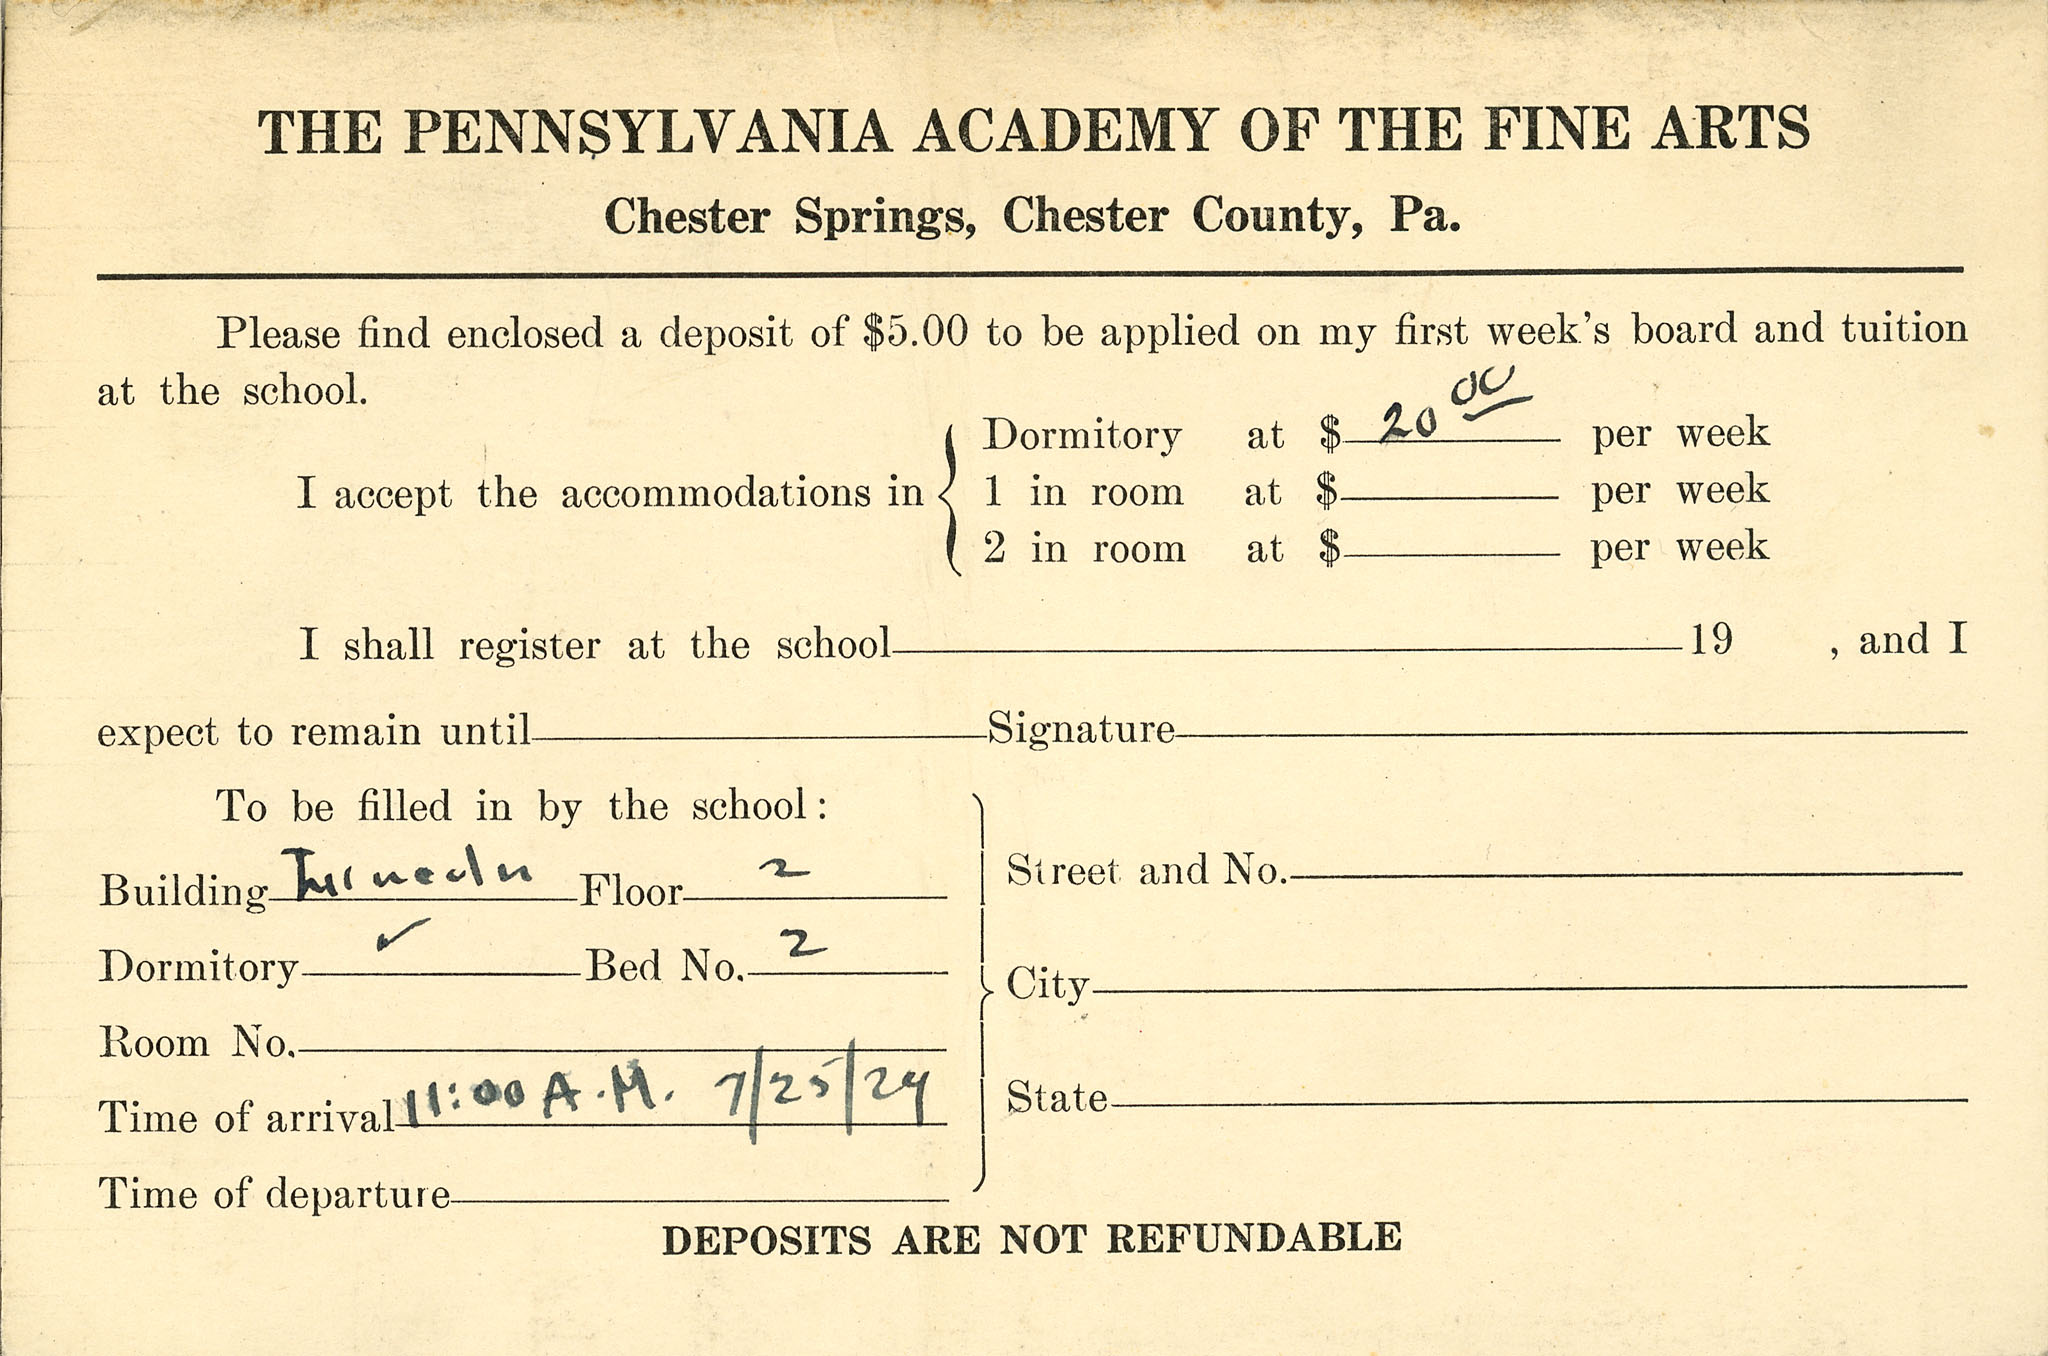 THE PENNSYLVANIA ACADEMY OF THE FINE ARTS
Chester Springs, Chester County, Pa.
Please find enclosed a deposit of $5.00 to be applied on my first week's board and tuition
at the school.
Dormitory at $ 20 00 per week
I accept the accommodations in 1 in room at $ per week
2 in room at $ per week
I shall register at the school 19 , and I
expect to remain until Signature
To be filled in by the school:
Building Floor 2
Street and No.
Dormitory ✓ Bed No. 2
City
Room No.
Time of arrival 11:00 A.M. 7/25/29
State
Time of departure
DEPOSITS ARE NOT REFUNDABLE